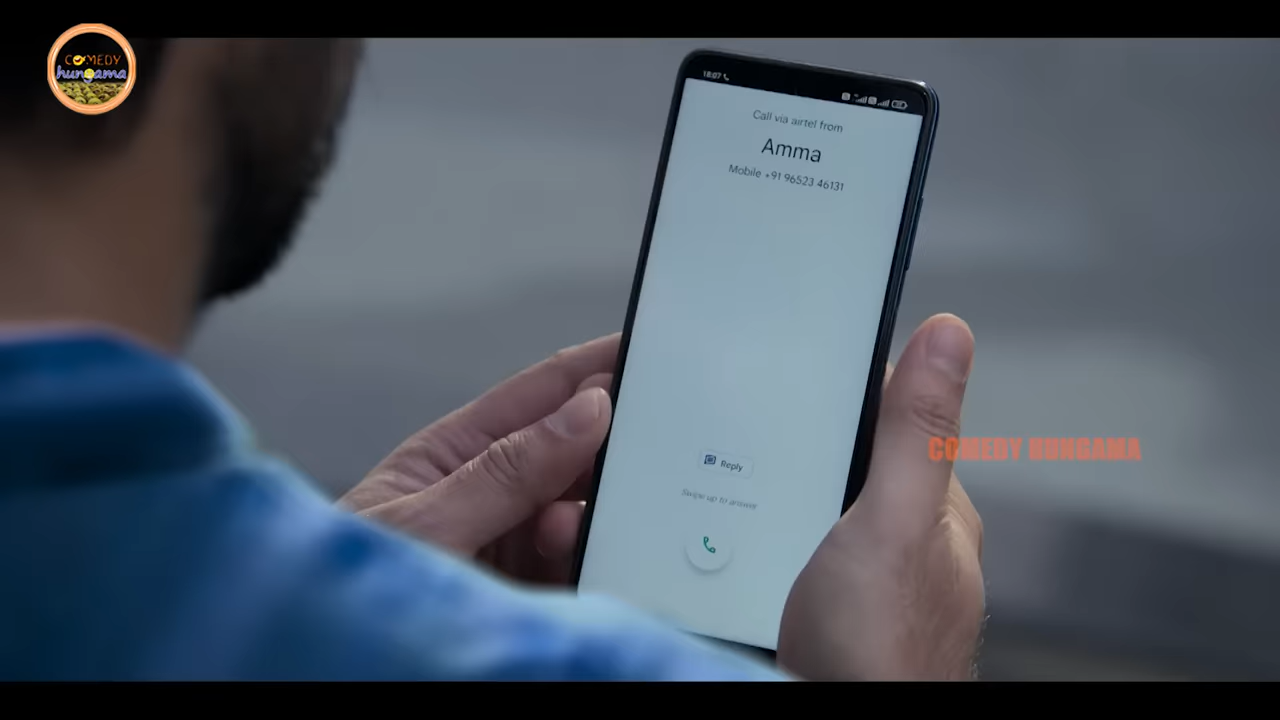 COMEDY
hungama
18:07
Call via airtel from
Amma
Mobile +91 96523 46131
COMEDY HUNGAMA
Reply
Swipe up to answer